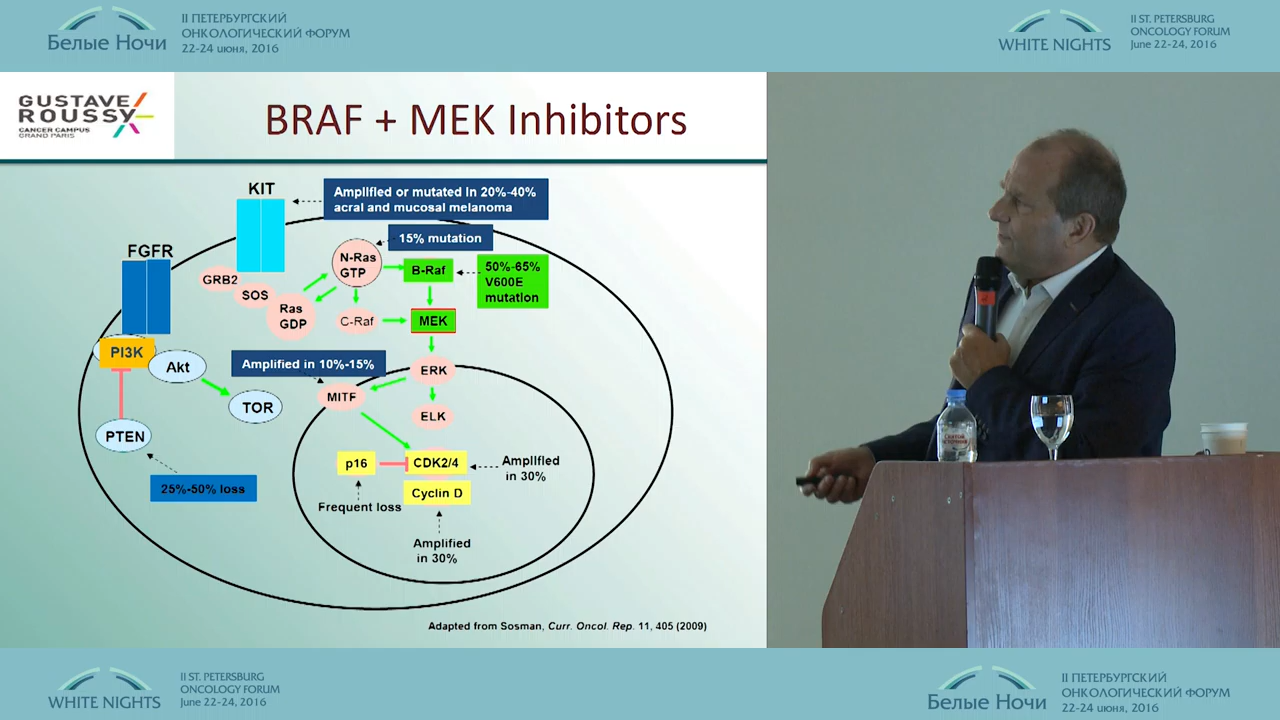 II ПЕТЕРБУРГСКИЙ
ОНКОЛОГИЧЕСКИЙ ФОРУМ
Белые Ночи
22-24 июня, 2016
WHITE NIGHTS
II ST. PETERSBURG
ONCOLOGY FORUM
June 22-24, 2016
GUSTAVE
ROUSSY
CANCER CAMPUS
GRAND PARIS
BRAF + MEK Inhibitors
KIT
Amplified or mutated in 20%-40%
acral and mucosal melanoma
15% mutation
FGFR
GRB2
SOS
Ras
GDP
N-Ras
GTP
B-Raf
50%-65%
V600E
mutation
C-Raf
MEK
PI3K
Akt
TOR
Amplified in 10%-15%
ERK
MITF
ELK
PTEN
25%-50% loss
p16
CDK2/4
Amplified
in 30%
Cyclin D
Frequent loss
Amplified
in 30%
Adapted from Sosman, Curr. Oncol. Rep. 11, 405 (2009)
WHITE NIGHTS
II ST. PETERSBURG
ONCOLOGY FORUM
June 22-24, 2016
Белые Ночи
II ПЕТЕРБУРГСКИЙ
ОНКОЛОГИЧЕСКИЙ ФОРУМ
22-24 июня, 2016